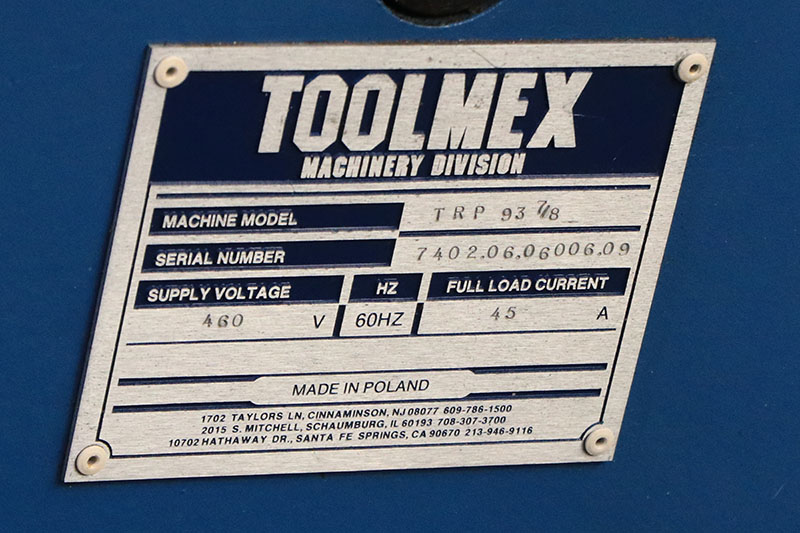 TOOLMEX
MACHINERY DIVISION
MACHINE MODEL TRP 93 7/8
SERIAL NUMBER 7402.06.06006.09
SUPPLY VOLTAGE HZ FULL LOAD CURRENT
460 V 60HZ 45 A
MADE IN POLAND
1702 TAYLORS LN, CINNAMINSON, NJ 08077 609-786-1500
2015 S. MITCHELL, SCHAUMBURG, IL 60193 708-307-3700
10702 HATHAWAY DR., SANTA FE SPRINGS, CA 90670 213-946-9116